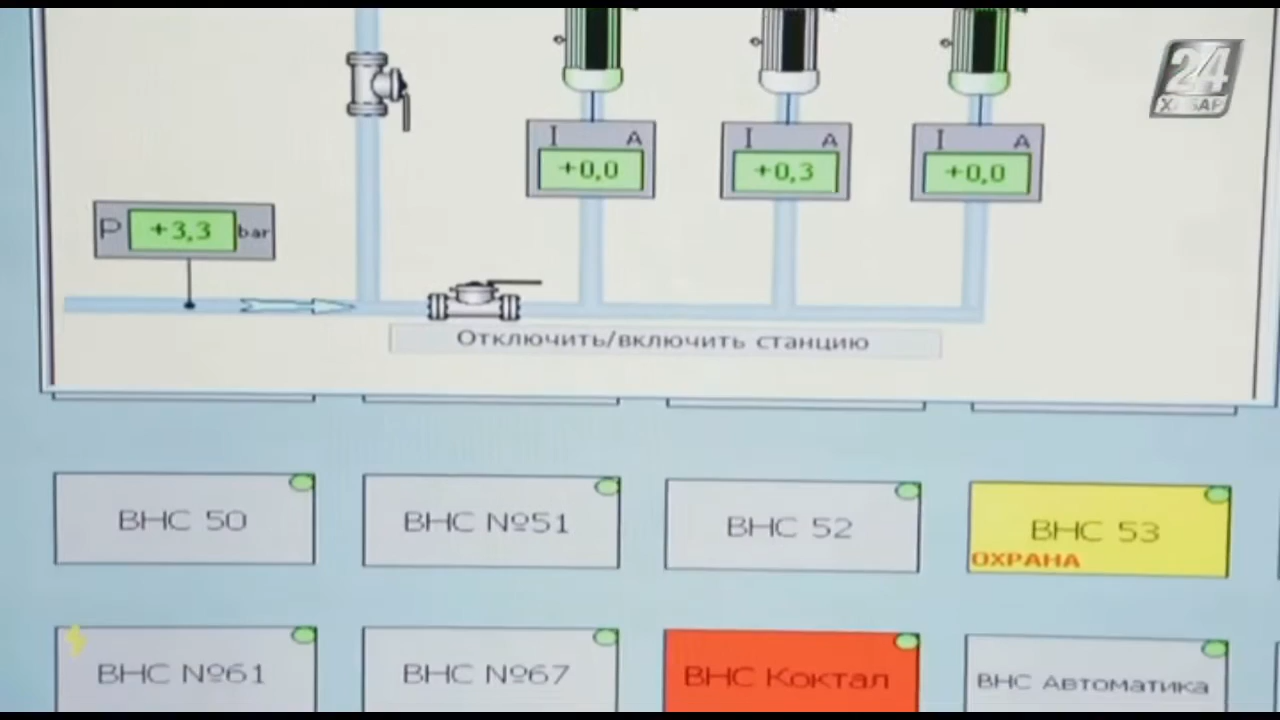 24
ХАБАР
I A
+0,0
I A
+0,3
I A
+0,0
P +3,3 bar
Отключить/включить станцию
ВНС 50
ВНС №51
ВНС 52
ВНС 53
ОХРАНА
ВНС №61
ВНС №67
ВНС Коктал
ВНС Автоматика